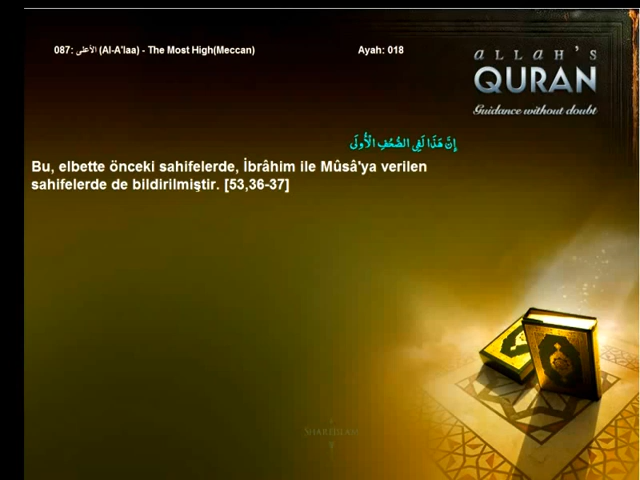 087: الأعلى (Al-A'laa) - The Most High(Meccan) Ayah: 018
ALLAH'S
QURAN
Guidance without doubt
إِنَّ هَٰذَا لَفِي الصُّحُفِ الْأُولَىٰ
Bu, elbette önceki sahifelerde, İbrâhim ile Mûsâ'ya verilen
sahifelerde de bildirilmiştir. [53,36-37]
SHAREISLAM